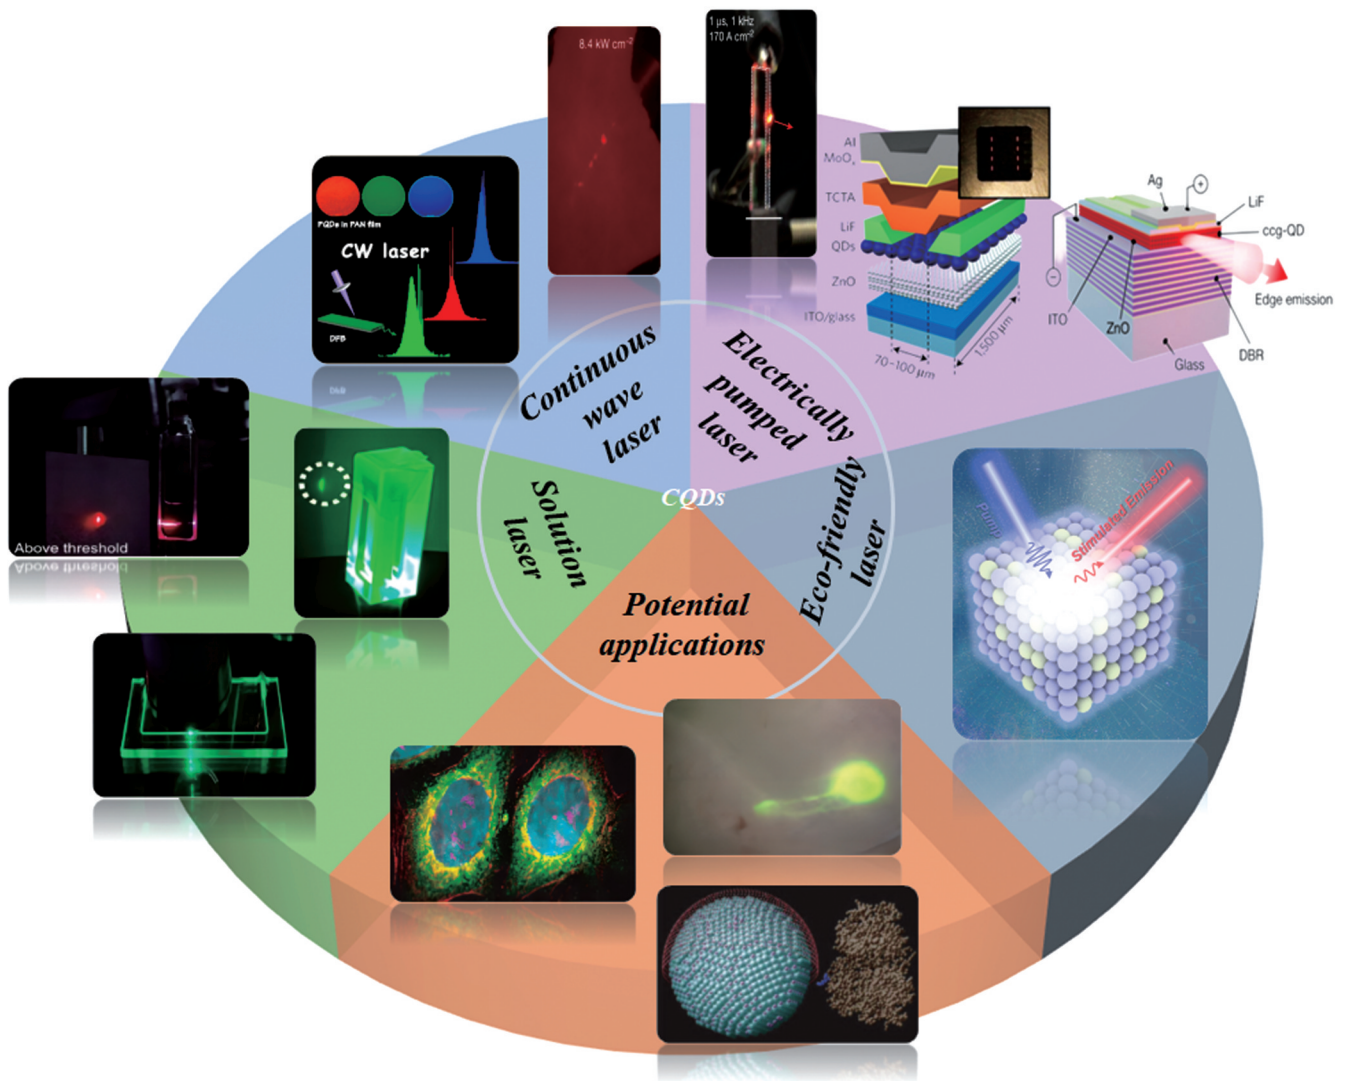 8.4 kW cm⁻²
1 μs, 1 kHz
170 A cm⁻²
PQDs in PAN film
CW laser
DFB
Al
MoOₓ
TCTA
LiF
QDs
ZnO
ITO/glass
70–100 μm
1,500 μm
Ag
+
LiF
ccg-QD
Edge emission
−
ITO
ZnO
DBR
Glass
Continuous
wave
laser
Electrically
pumped
laser
CQDs
Solution
laser
Eco-friendly
laser
Potential
applications
Above threshold
Pump
Stimulated Emission